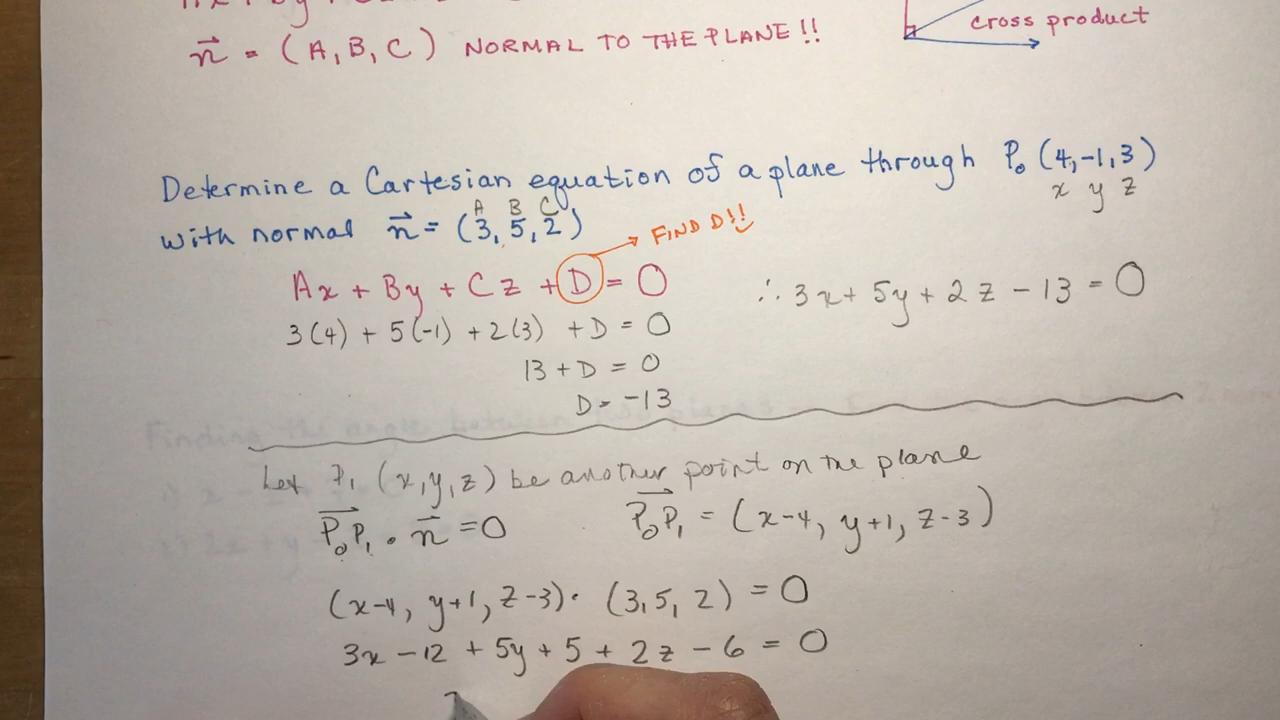 cross product
n⃗ = (A, B, C) NORMAL TO THE PLANE!!
Determine a Cartesian equation of a plane through P₀ (4,-1,3)
x y z
A B C
with normal n⃗ = (3, 5, 2)
FIND D!!
Ax + By + Cz + D = 0
∴ 3x + 5y + 2z - 13 = 0
3(4) + 5(-1) + 2(3) + D = 0
13 + D = 0
D = -13
Let P₁ (x,y,z) be another point on the plane
P₀P₁ • n⃗ = 0
P₀P₁ = (x-4, y+1, z-3)
(x-4, y+1, z-3) • (3, 5, 2) = 0
3x - 12 + 5y + 5 + 2z - 6 = 0